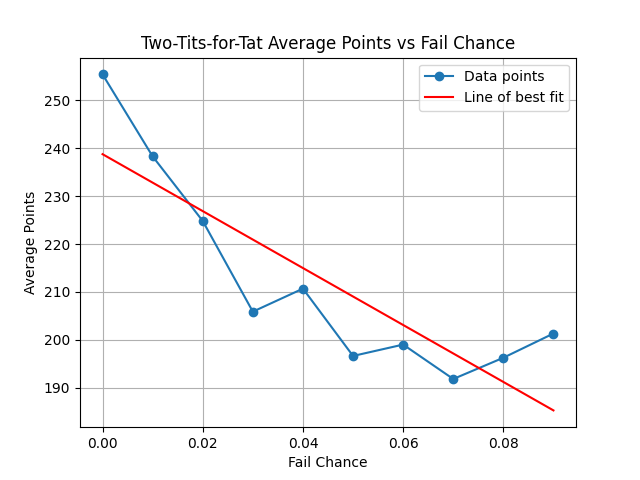 Two-Tits-for-Tat Average Points vs Fail Chance
Data points
Line of best fit
250
240
230
220
210
200
190
Average Points
0.00 0.02 0.04 0.06 0.08
Fail Chance